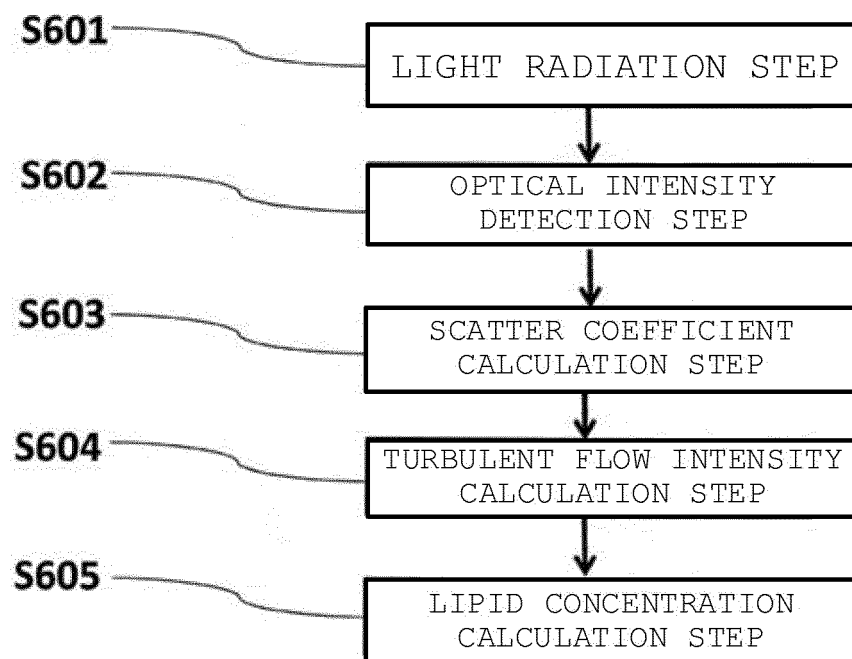 S601
LIGHT RADIATION STEP
S602
OPTICAL INTENSITY
DETECTION STEP
S603
SCATTER COEFFICIENT
CALCULATION STEP
S604
TURBULENT FLOW INTENSITY
CALCULATION STEP
S605
LIPID CONCENTRATION
CALCULATION STEP